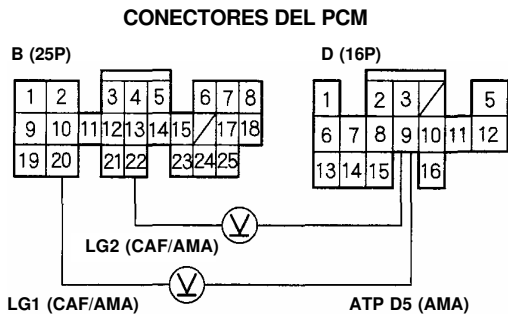 CONECTORES DEL PCM
B (25P)
D (16P)
1 2 3 4 5 6 7 8
9 10 11 12 13 14 15 17 18
19 20 21 22 23 24 25
1 2 3 5
6 7 8 9 10 11 12
13 14 15 16
V
LG2 (CAF/AMA)
V
LG1 (CAF/AMA)
ATP D5 (AMA)